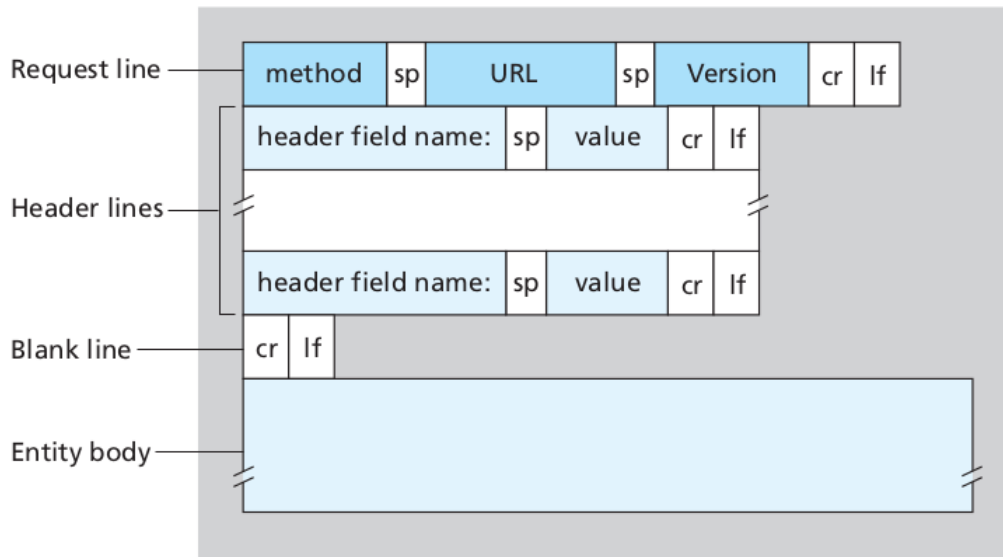 Request line
method sp URL sp Version cr lf
header field name: sp value cr lf
Header lines
header field name: sp value cr lf
Blank line
cr lf
Entity body